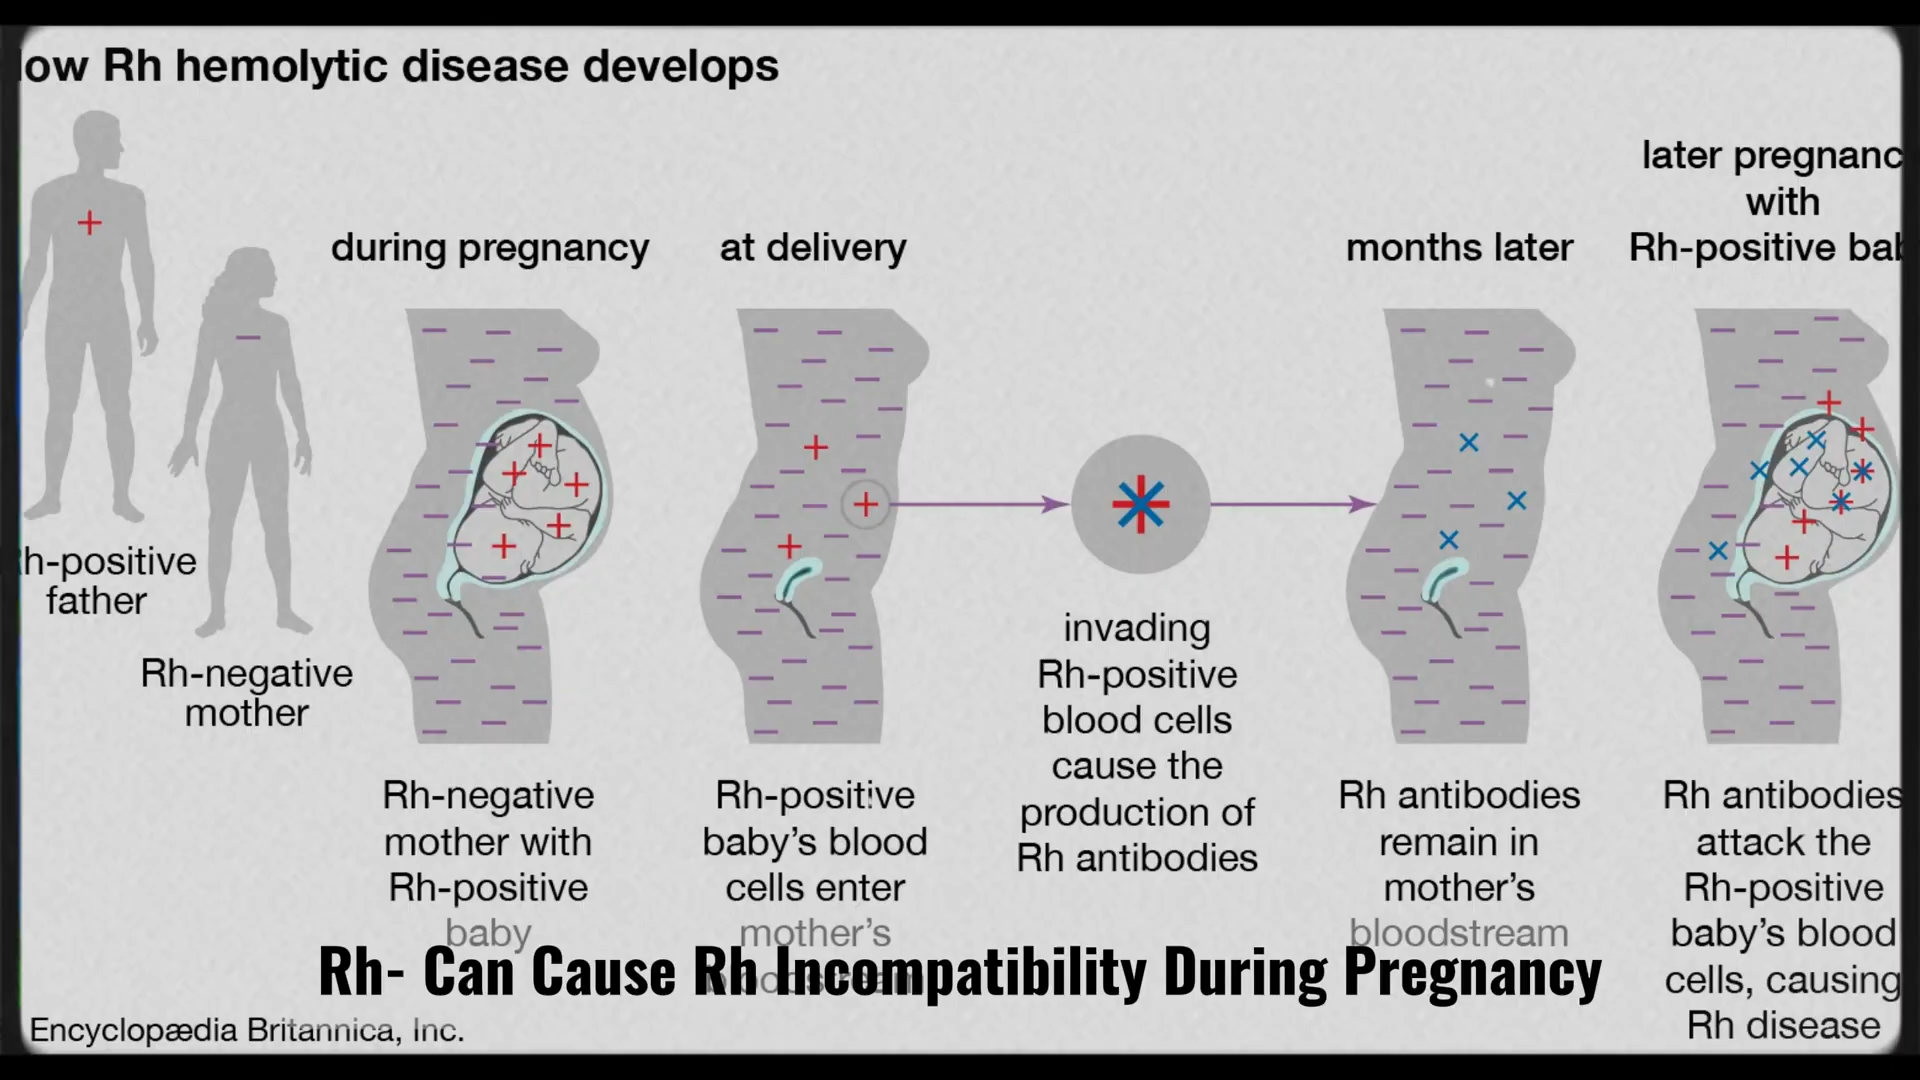 ow Rh hemolytic disease develops
h-positive
father
Rh-negative
mother
during pregnancy
Rh-negative
mother with
Rh-positive
baby
at delivery
Rh-positive
baby's blood
cells enter
mother's
bloodstream
invading
Rh-positive
blood cells
cause the
production of
Rh antibodies
months later
Rh antibodies
remain in
mother's
bloodstream
later pregnanc
with
Rh-positive bab
Rh antibodies
attack the
Rh-positive
baby's blood
cells, causing
Rh disease
Rh- Can Cause Rh Incompatibility During Pregnancy
Encyclopædia Britannica, Inc.